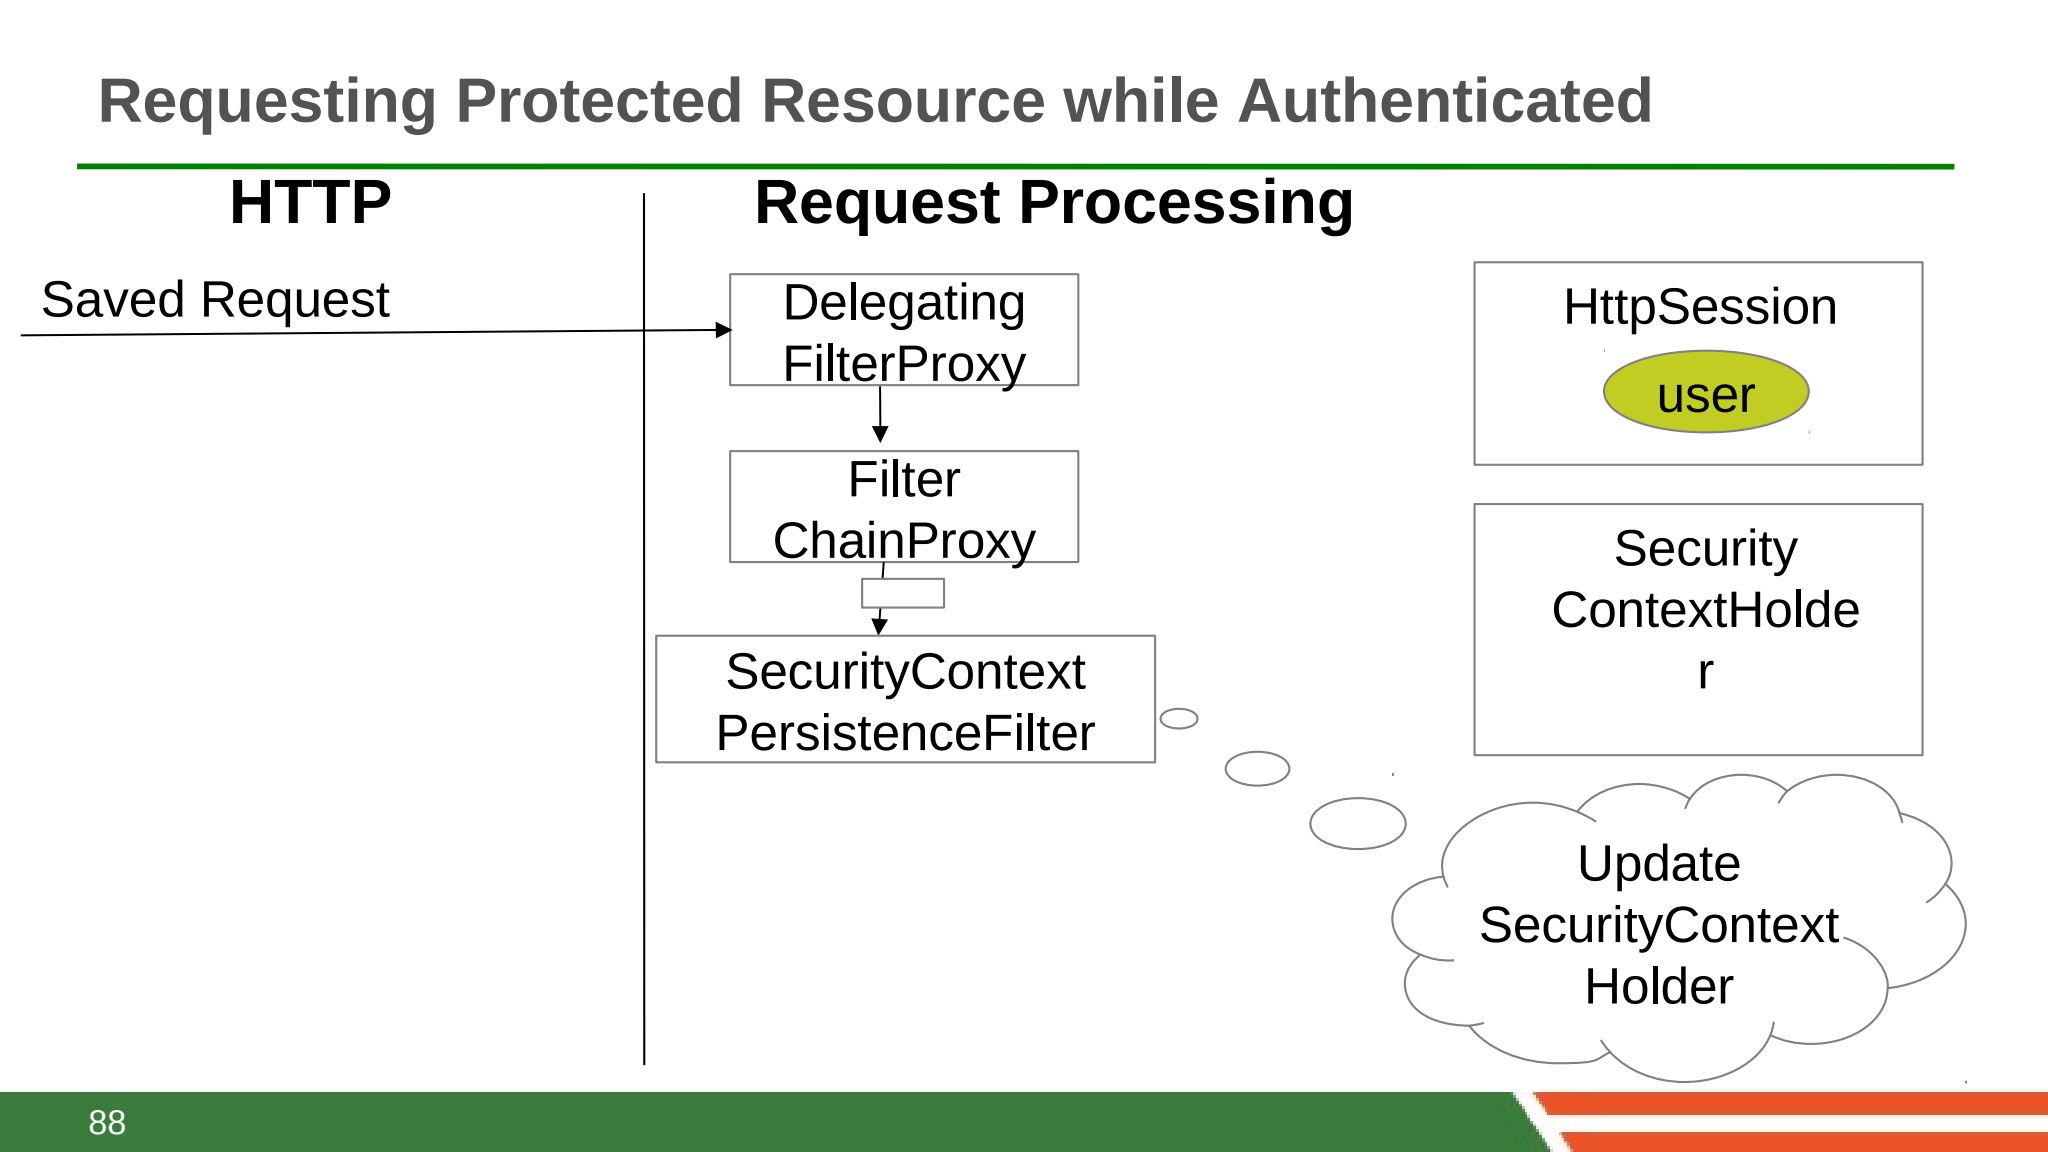 Requesting Protected Resource while Authenticated
HTTP
Request Processing
Saved Request
Delegating
FilterProxy
Filter
ChainProxy
SecurityContext
PersistenceFilter
HttpSession
user
Security
ContextHolde
r
Update
SecurityContext
Holder
88